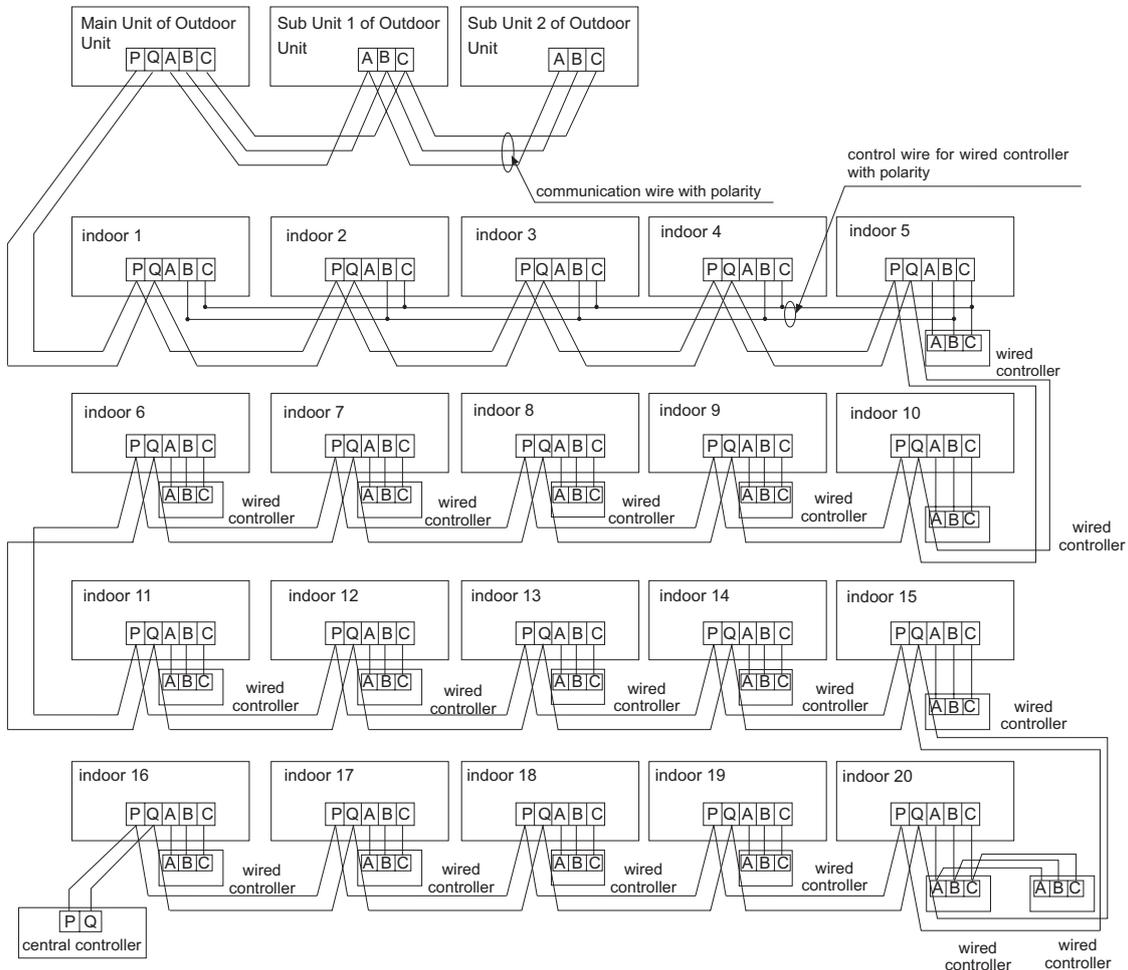 Main Unit of Outdoor
Unit
P Q A B C
Sub Unit 1 of Outdoor
Unit
A B C
Sub Unit 2 of Outdoor
Unit
A B C
communication wire with polarity
control wire for wired controller
with polarity
indoor 1
P Q A B C
indoor 2
P Q A B C
indoor 3
P Q A B C
indoor 4
P Q A B C
indoor 5
P Q A B C
A B C
wired
controller
indoor 6
P Q A B C
A B C
wired
controller
indoor 7
P Q A B C
A B C
wired
controller
indoor 8
P Q A B C
A B C
wired
controller
indoor 9
P Q A B C
A B C
wired
controller
indoor 10
P Q A B C
A B C
wired
controller
indoor 11
P Q A B C
A B C
wired
controller
indoor 12
P Q A B C
A B C
wired
controller
indoor 13
P Q A B C
A B C
wired
controller
indoor 14
P Q A B C
A B C
wired
controller
indoor 15
P Q A B C
A B C
wired
controller
indoor 16
P Q A B C
A B C
wired
controller
indoor 17
P Q A B C
A B C
wired
controller
indoor 18
P Q A B C
A B C
wired
controller
indoor 19
P Q A B C
A B C
wired
controller
indoor 20
P Q A B C
A B C
A B C
wired
controller
wired
controller
P Q
central controller